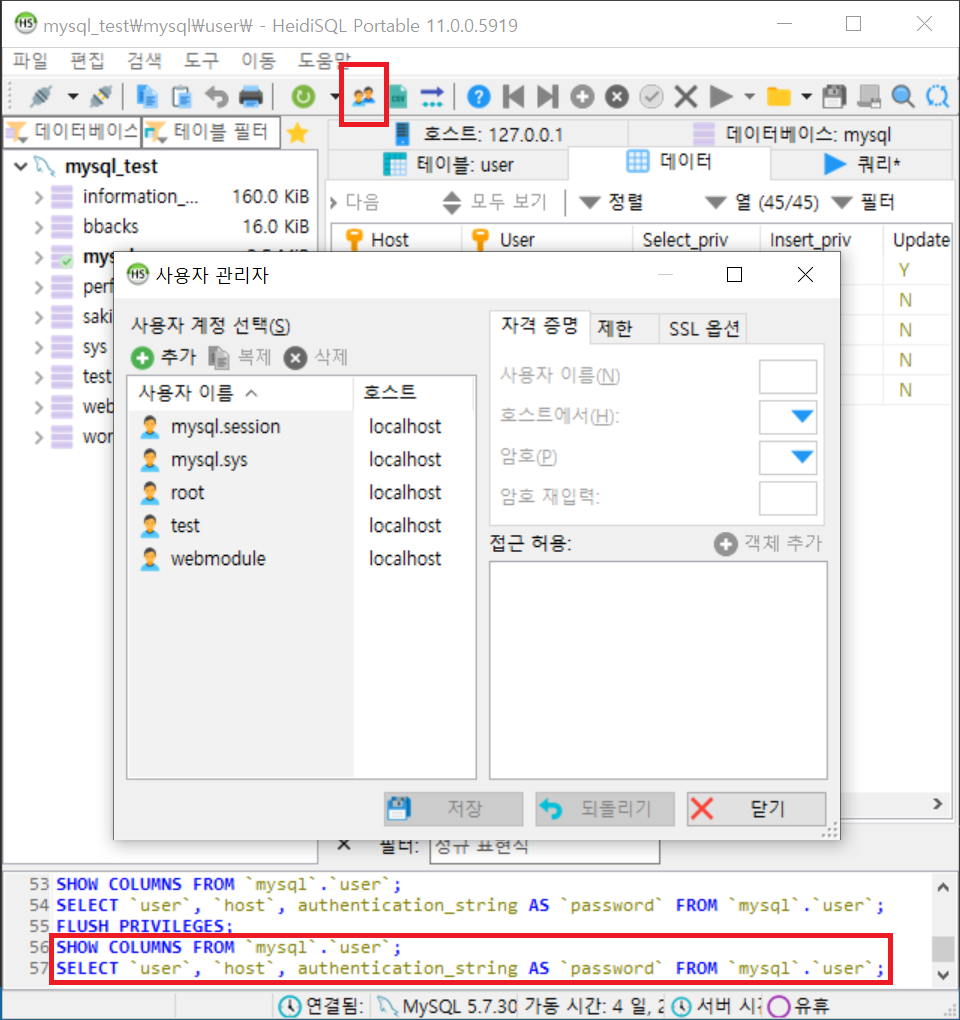 mysql_test₩mysql₩user₩ - HeidiSQL Portable 11.0.0.5919
파일 편집 검색 도구 이동 도움말
데이터베이스 테이블 필터
호스트: 127.0.0.1 데이터베이스: mysql
테이블: user 데이터 쿼리*
mysql_test
information_... 160.0 KiB
bbacks 16.0 KiB
sys
test
다음 모두 보기 정렬 열 (45/45) 필터
Host User Select_priv Insert_priv Update
Y
N
N
N
N
사용자 관리자
사용자 계정 선택(S)
추가 복제 삭제
사용자 이름 호스트
mysql.session localhost
mysql.sys localhost
root localhost
test localhost
webmodule localhost
자격 증명 제한 SSL 옵션
사용자 이름(N)
호스트에서(H):
암호(P)
암호 재입력:
접근 허용: 객체 추가
저장 되돌리기 닫기
필터: 정규 표현식
53 SHOW COLUMNS FROM `mysql`.`user`;
54 SELECT `user`, `host`, authentication_string AS `password` FROM `mysql`.`user`;
55 FLUSH PRIVILEGES;
56 SHOW COLUMNS FROM `mysql`.`user`;
57 SELECT `user`, `host`, authentication_string AS `password` FROM `mysql`.`user`;
연결됨: MySQL 5.7.30 가동 시간: 4 일, 서버 유휴